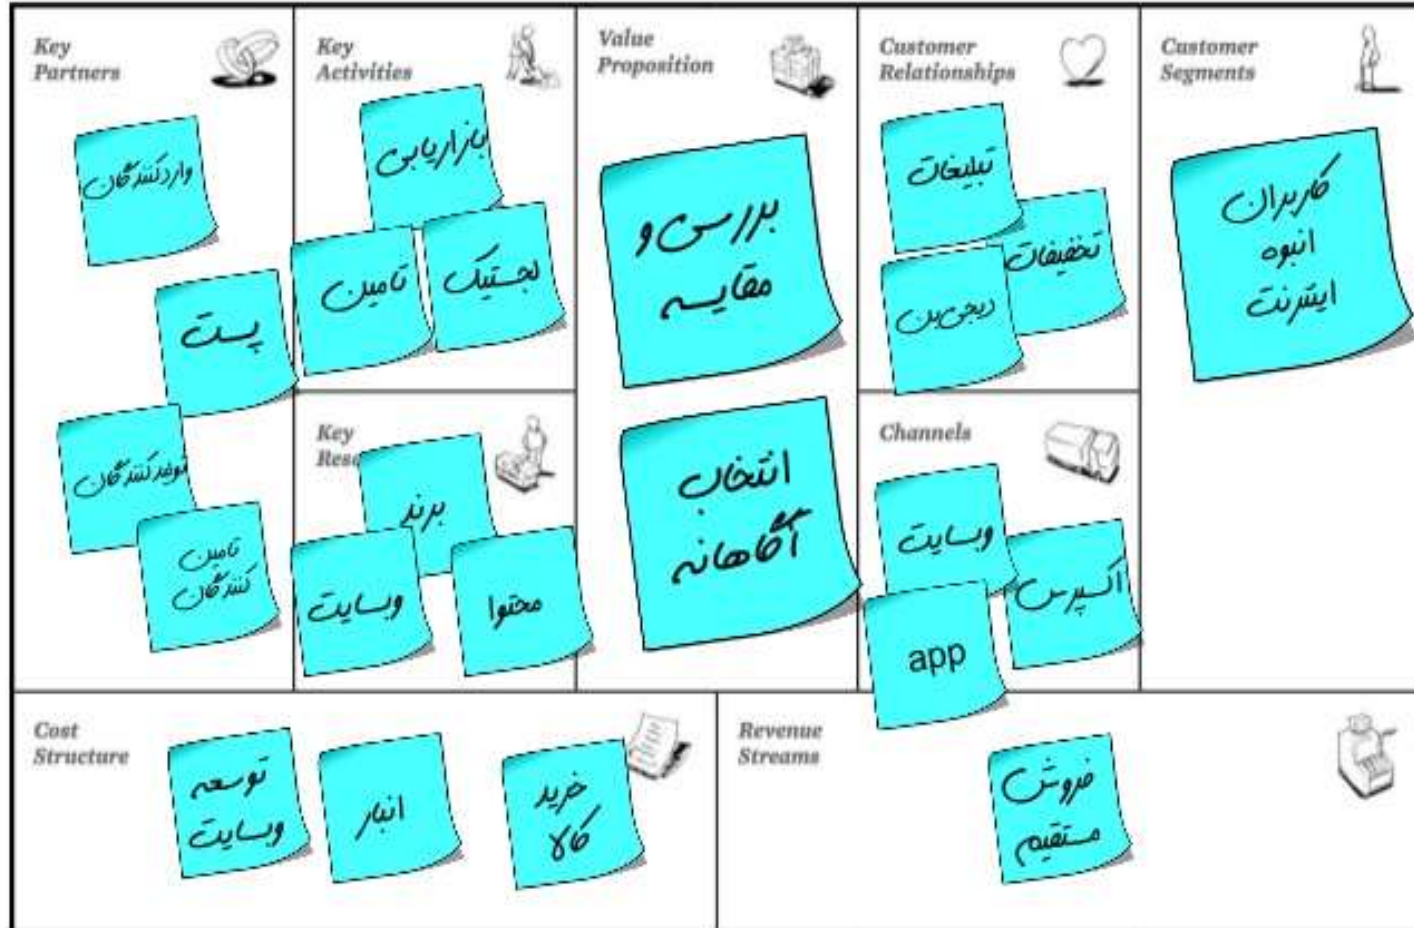 Key
Partners
واردکنندگان
پست
تولیدکنندگان
تامین
کنندگان
Key
Activities
بازاریابی
تامین
لجستیک
Key
برند
وبسایت
محتوا
Value
Proposition
بررسی و
مقایسه
انتخاب
آگاهانه
Customer
Relationships
تبلیغات
تخفیفات
دیجی‌بن
Channels
وبسایت
اکسپرس
app
Customer
Segments
کاربران
انبوه
اینترنت
Cost
Structure
توسعه
وبسایت
انبار
خرید
کالا
Revenue
Streams
فروش
مستقیم